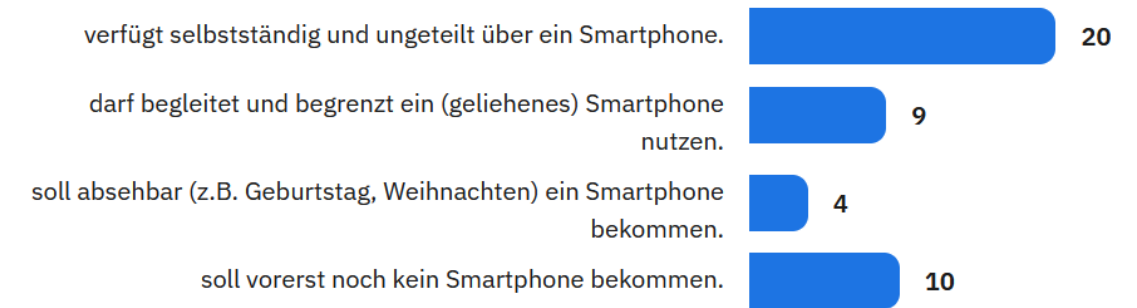 verfügt selbstständig und ungeteilt über ein Smartphone. 20
darf begleitet und begrenzt ein (geliehenes) Smartphone
nutzen. 9
soll absehbar (z.B. Geburtstag, Weihnachten) ein Smartphone
bekommen. 4
soll vorerst noch kein Smartphone bekommen. 10